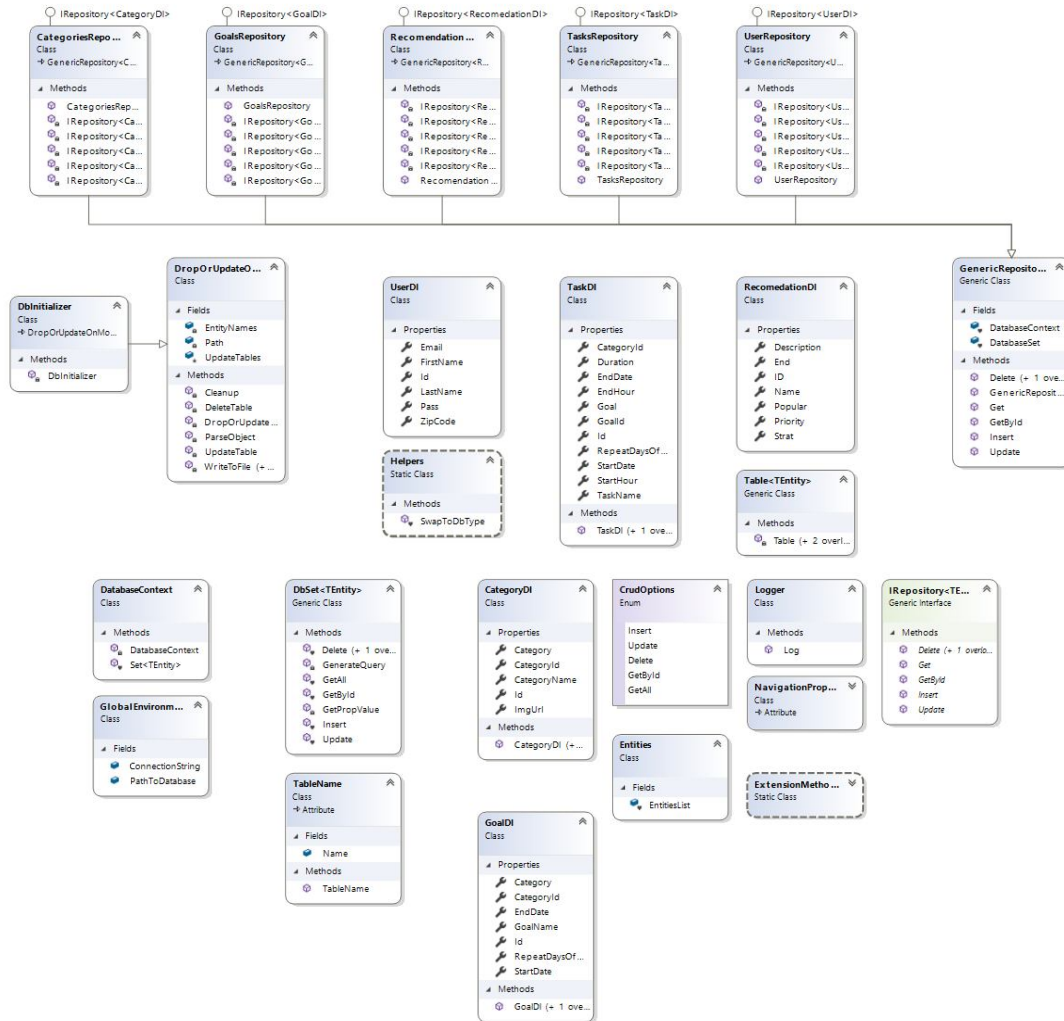 IRepository<CategoryDI>
CategoriesRepo ...
Class
GenericRepository<C...
Methods
CategoriesRep...
IRepository<Ca...
IRepository<Ca...
IRepository<Ca...
IRepository<Ca...
IRepository<Ca...
IRepository<GoalDI>
GoalsRepository
Class
GenericRepository<G...
Methods
GoalsRepository
IRepository<Go...
IRepository<Go...
IRepository<Go...
IRepository<Go...
IRepository<Go...
IRepository<RecomedationDI>
Recomendation ...
Class
GenericRepository<R...
Methods
IRepository<Re...
IRepository<Re...
IRepository<Re...
IRepository<Re...
IRepository<Re...
Recomendation ...
IRepository<TaskDI>
TasksRepository
Class
GenericRepository<Ta...
Methods
IRepository<Ta...
IRepository<Ta...
IRepository<Ta...
IRepository<Ta...
IRepository<Ta...
TasksRepository
IRepository<UserDI>
UserRepository
Class
GenericRepository<U...
Methods
IRepository<Us...
IRepository<Us...
IRepository<Us...
IRepository<Us...
IRepository<Us...
UserRepository
DbInitializer
Class
DropOrUpdateOnMo...
Methods
DbInitializer
DropOrUpdateO...
Class
Fields
EntityNames
Path
UpdateTables
Methods
Cleanup
DeleteTable
DropOrUpdate...
ParseObject
UpdateTable
WriteToFile (+ ...
UserDI
Class
Properties
Email
FirstName
Id
LastName
Pass
ZipCode
Helpers
Static Class
Methods
SwapToDbType
TaskDI
Class
Properties
CategoryId
Duration
EndDate
EndHour
Goal
GoalId
Id
RepeatDaysOf...
StartDate
StartHour
TaskName
Methods
TaskDI (+ 1 ove...
RecomedationDI
Class
Properties
Description
End
ID
Name
Popular
Priority
Strat
Table<TEntity>
Generic Class
Methods
Table (+ 2 overl...
GenericReposito...
Generic Class
Fields
DatabaseContext
DatabaseSet
Methods
Delete (+ 1 ove...
GenericReposit...
Get
GetById
Insert
Update
DatabaseContext
Class
Methods
DatabaseContext
Set<TEntity>
GlobalEnvironm...
Class
Fields
ConnectionString
PathToDatabase
DbSet<TEntity>
Generic Class
Methods
Delete (+ 1 ove...
GenerateQuery
GetAll
GetById
GetPropValue
Insert
Update
TableName
Class
Attribute
Fields
Name
Methods
TableName
CategoryDI
Class
Properties
Category
CategoryId
CategoryName
Id
ImgUrl
Methods
CategoryDI (+ ...
GoalDI
Class
Properties
Category
CategoryId
EndDate
GoalName
Id
RepeatDaysOf...
StartDate
Methods
GoalDI (+ 1 ove...
CrudOptions
Enum
Insert
Update
Delete
GetById
GetAll
Entities
Class
Fields
EntitiesList
Logger
Class
Methods
Log
NavigationProp...
Class
Attribute
ExtensionMetho...
Static Class
IRepository<TE...
Generic Interface
Methods
Delete (+ 1 overlo...
Get
GetById
Insert
Update